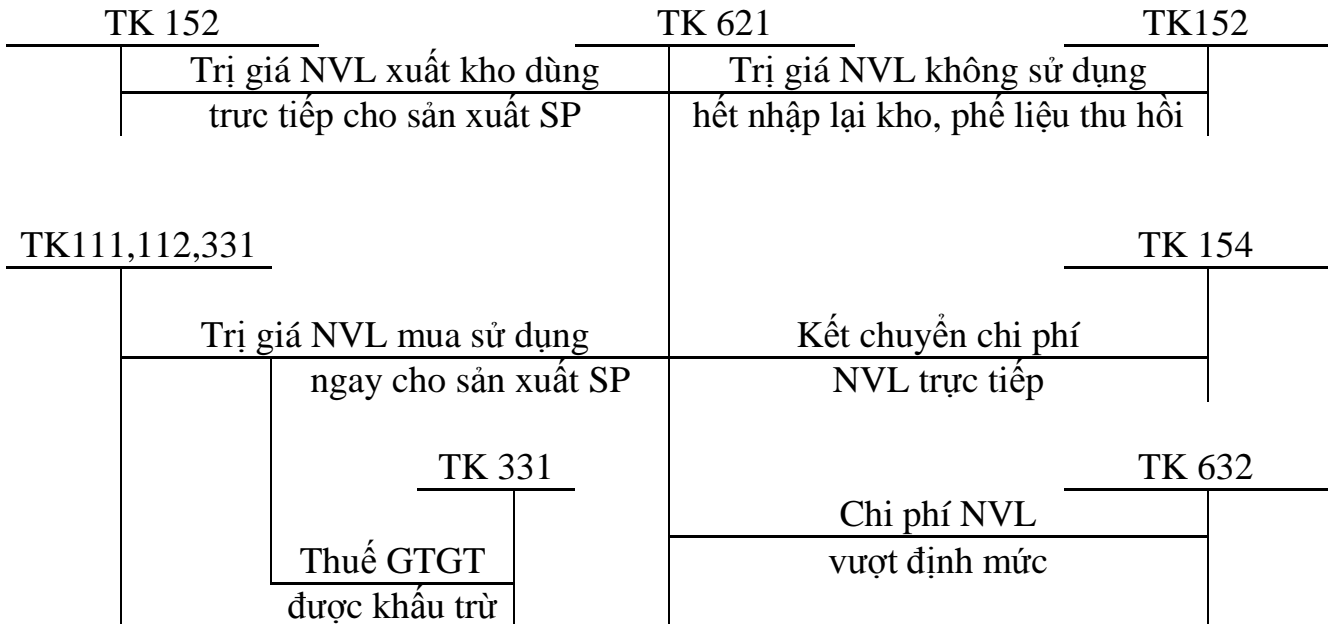 TK 152 TK 621 TK152
Trị giá NVL xuất kho dùng Trị giá NVL không sử dụng
trưc tiếp cho sản xuất SP hết nhập lại kho, phế liệu thu hồi
TK111,112,331 TK 154
Trị giá NVL mua sử dụng Kết chuyển chi phí
ngay cho sản xuất SP NVL trực tiếp
TK 331 TK 632
Chi phí NVL
Thuế GTGT vượt định mức
được khấu trừ